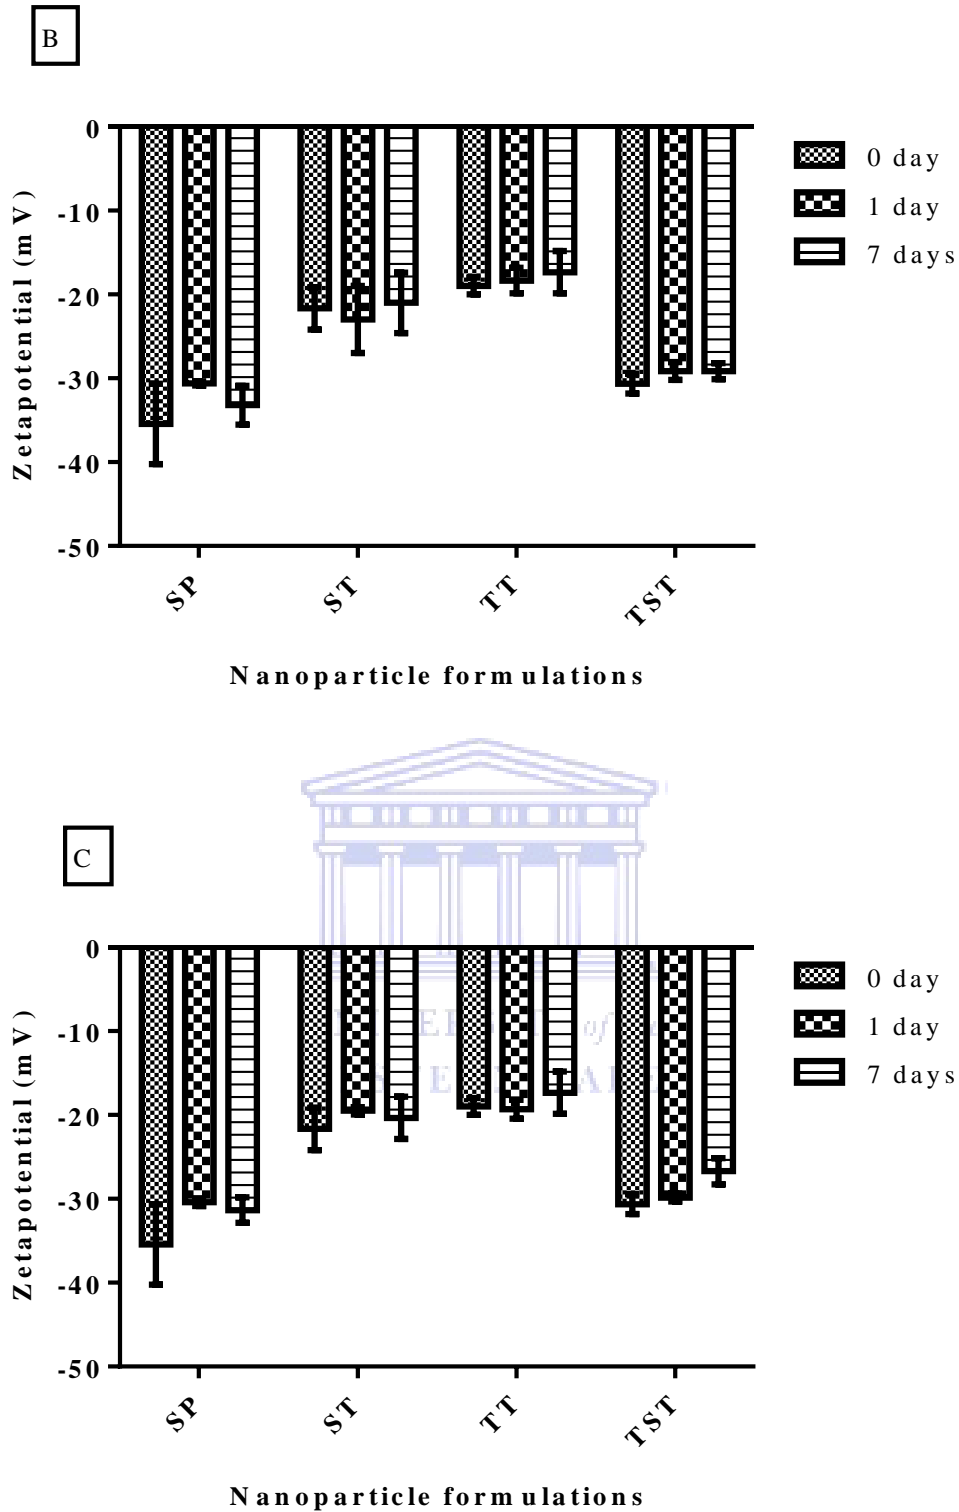 B
0
-10
-20
-30
-40
-50
Zetapotential (mV)
SP
ST
TT
TST
Nanoparticle formulations
0 day
1 day
7 days
C
0
-10
-20
-30
-40
-50
Zetapotential (mV)
SP
ST
TT
TST
Nanoparticle formulations
0 day
1 day
7 days
of